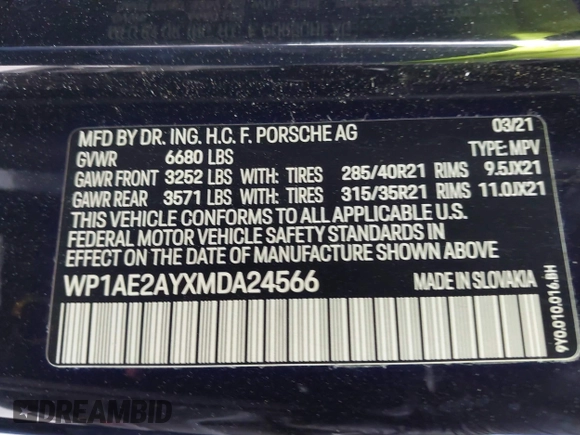 MFD BY DR. ING. H.C. F. PORSCHE AG 03/21
GVWR 6680 LBS TYPE: MPV
GAWR FRONT 3252 LBS WITH: TIRES 285/40R21 RIMS 9.5JX21
GAWR REAR 3571 LBS WITH: TIRES 315/35R21 RIMS 11.0JX21
THIS VEHICLE CONFORMS TO ALL APPLICABLE U.S.
FEDERAL MOTOR VEHICLE SAFETY STANDARDS IN
EFFECT ON THE DATE OF MANUFACTURE SHOWN ABOVE
WP1AE2AYXMDA24566 MADE IN SLOVAKIA
9Y0.010.016.BH
DREAMBID